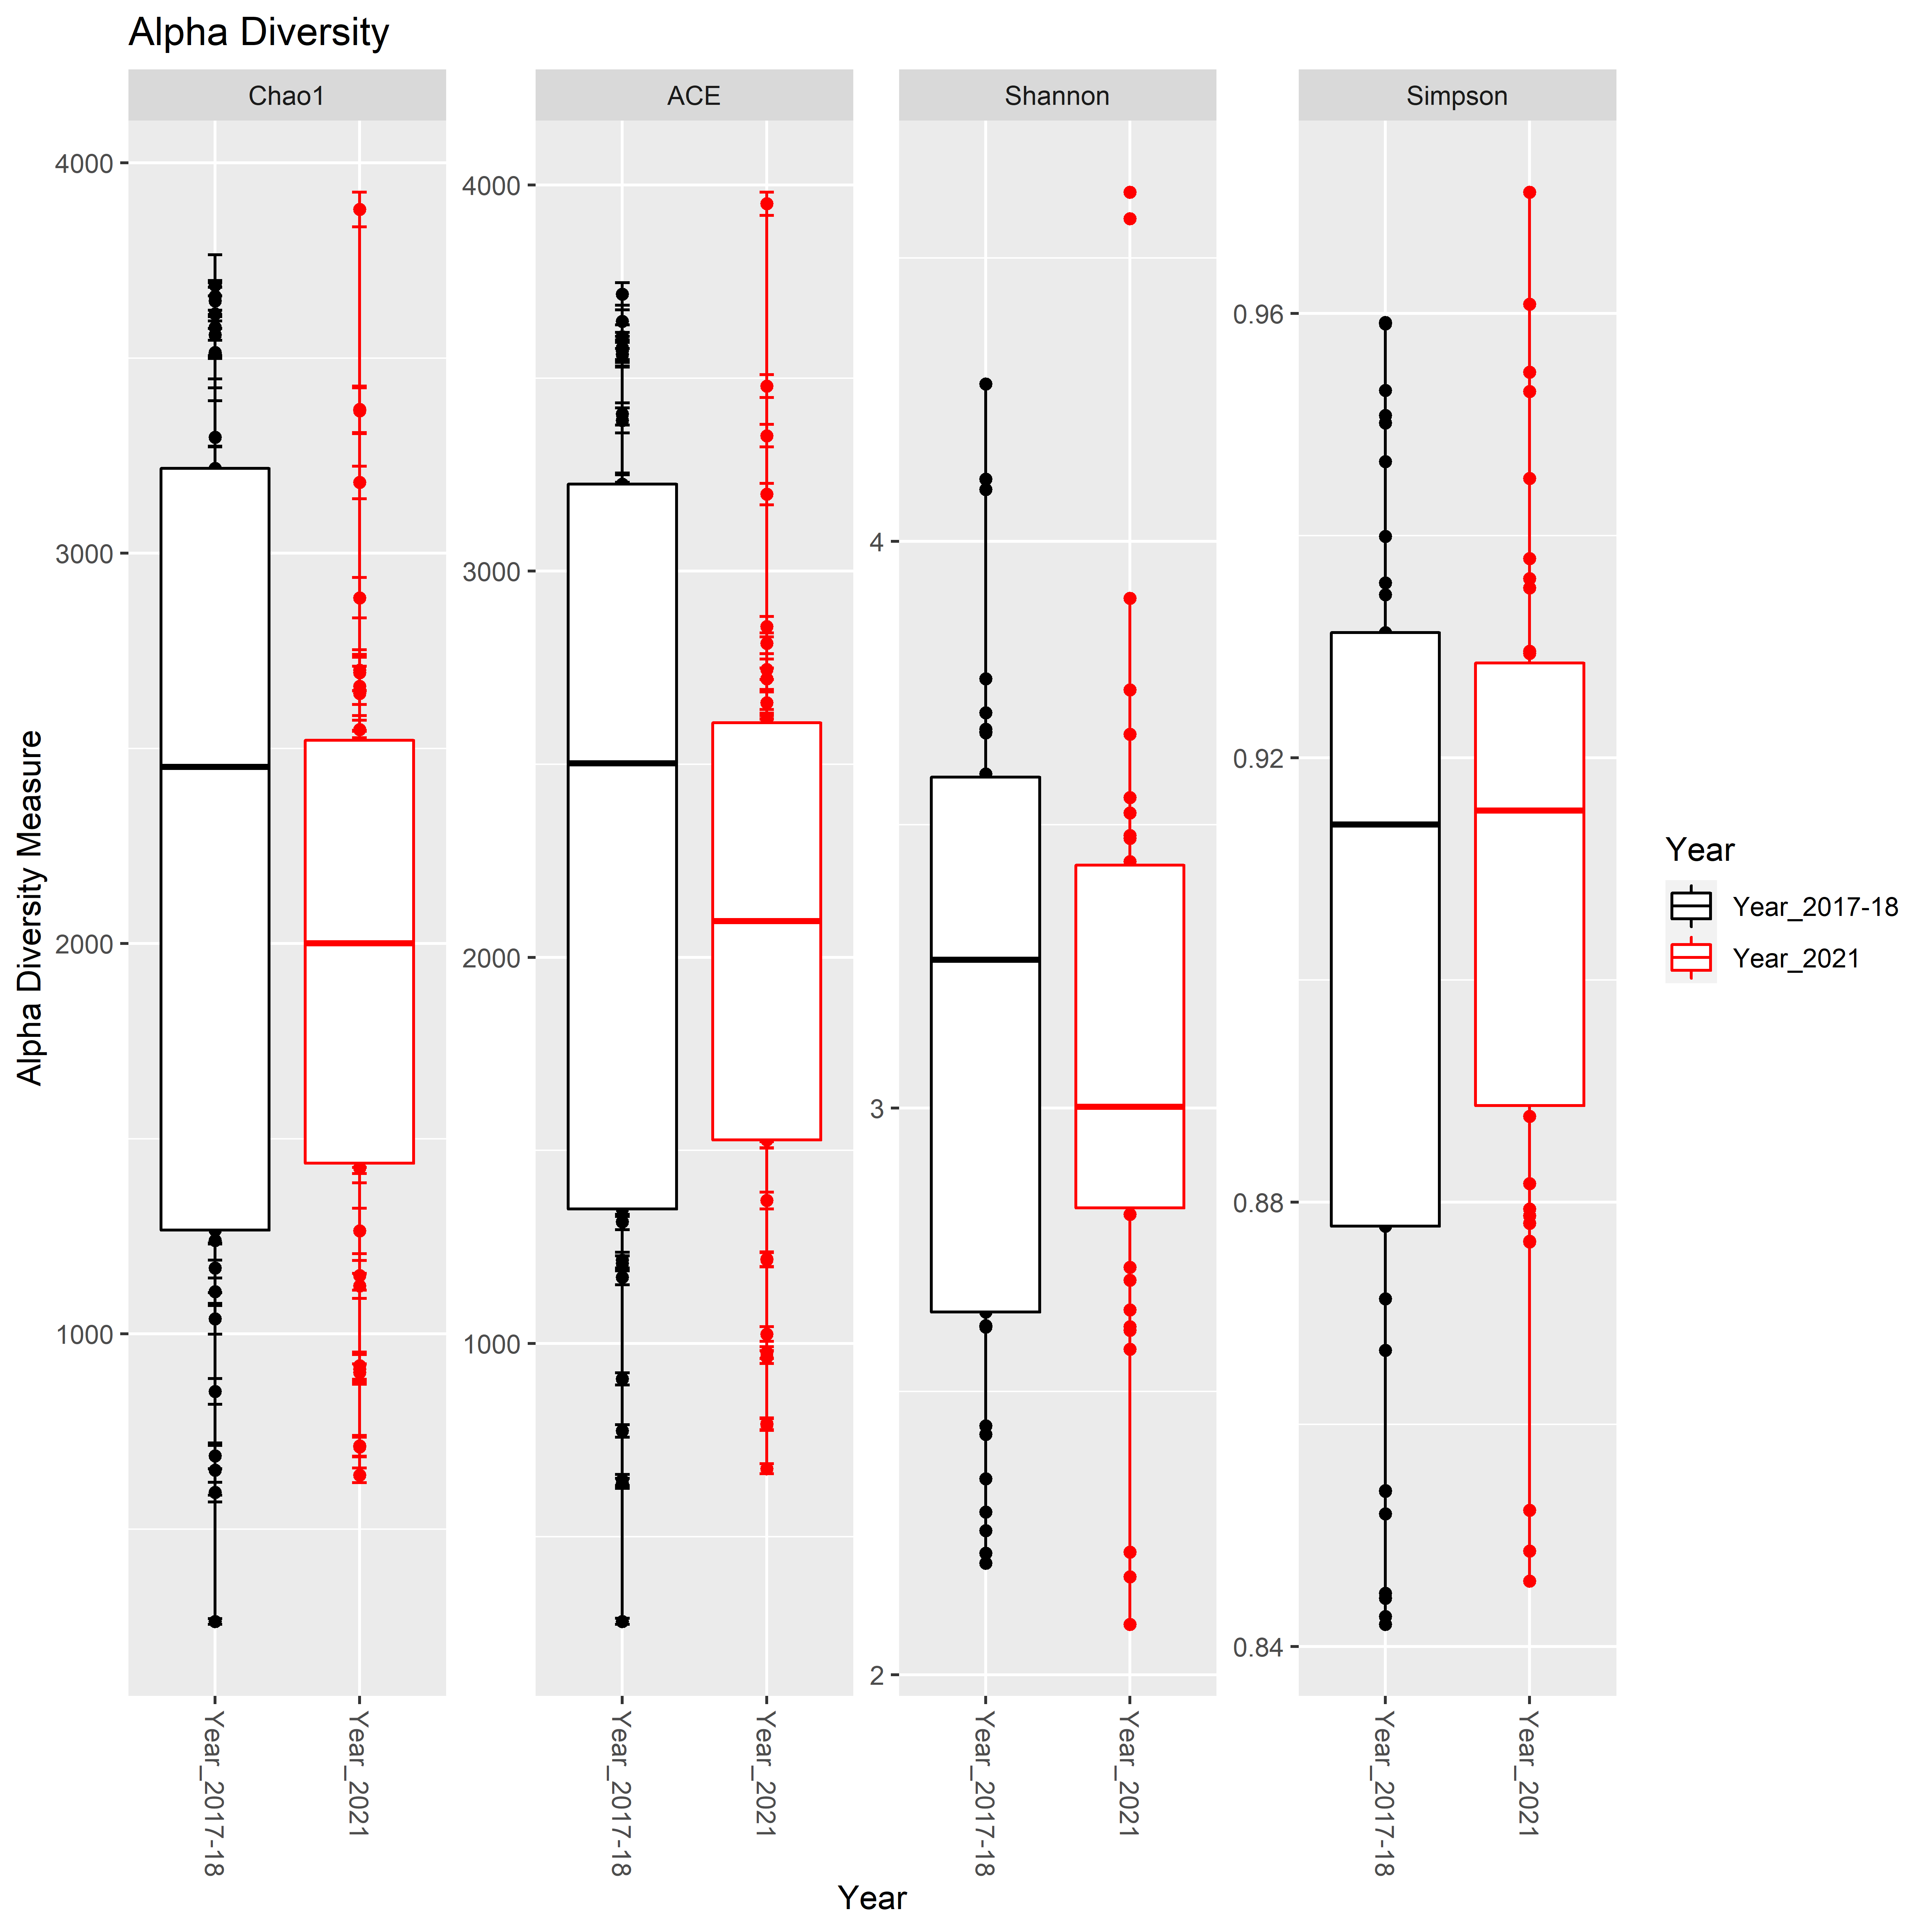 Alpha Diversity
Chao1
ACE
Shannon
Simpson
Alpha Diversity Measure
4000
3000
2000
1000
4000
3000
2000
1000
4
3
2
0.96
0.92
0.88
0.84
Year_2017-18
Year_2021
Year_2017-18
Year_2021
Year_2017-18
Year_2021
Year_2017-18
Year_2021
Year
Year
Year_2017-18
Year_2021